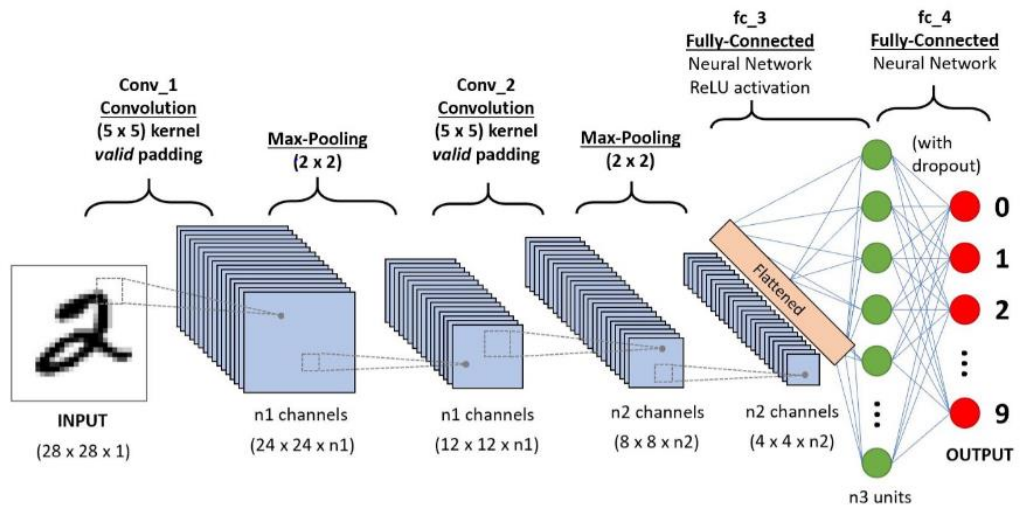 Conv_1
Convolution
(5 x 5) kernel
valid padding
Max-Pooling
(2 x 2)
Conv_2
Convolution
(5 x 5) kernel
valid padding
Max-Pooling
(2 x 2)
fc_3
Fully-Connected
Neural Network
ReLU activation
fc_4
Fully-Connected
Neural Network
(with
dropout)
Flattened
0
1
2
9
OUTPUT
2
INPUT
(28 x 28 x 1)
n1 channels
(24 x 24 x n1)
n1 channels
(12 x 12 x n1)
n2 channels
(8 x 8 x n2)
n2 channels
(4 x 4 x n2)
n3 units